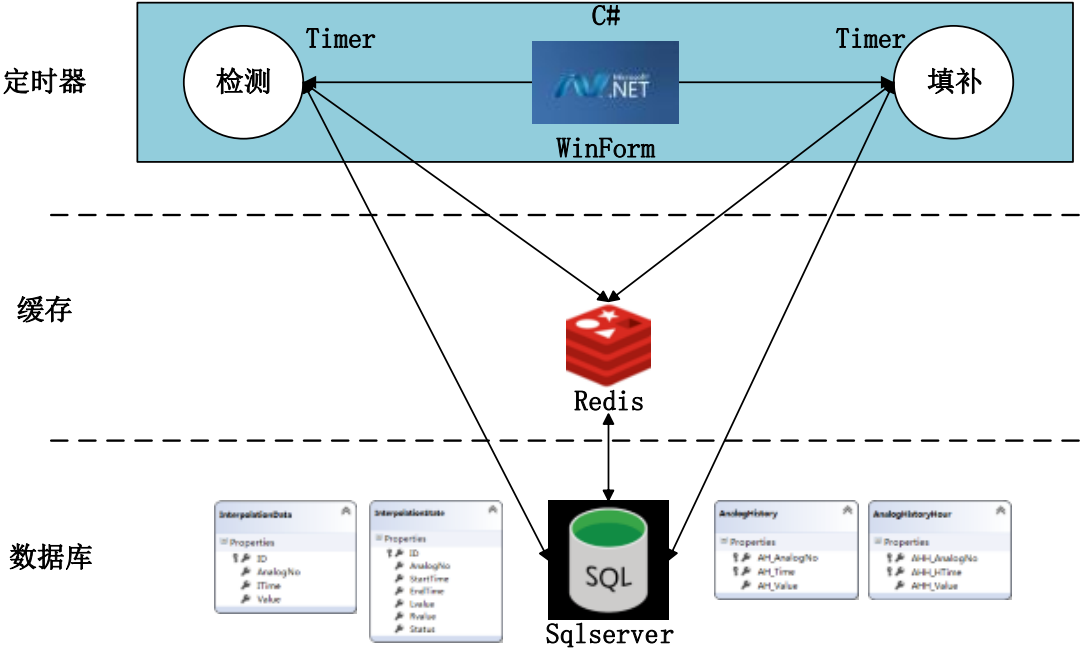 C#
Timer
Timer
定时器
检测
Microsoft
.NET
填补
WinForm
缓存
Redis
数据库
InterpolationData
Properties
ID
AnalogNo
ITime
Value
InterpolationState
Properties
ID
AnalogNo
StartTime
EndTime
Lvalue
Rvalue
Status
SQL
Sqlserver
AnalogHistory
Properties
AH_AnalogNo
AH_Time
AH_Value
AnalogHistoryHour
Properties
AHH_AnalogNo
AHH_HTime
AHH_Value